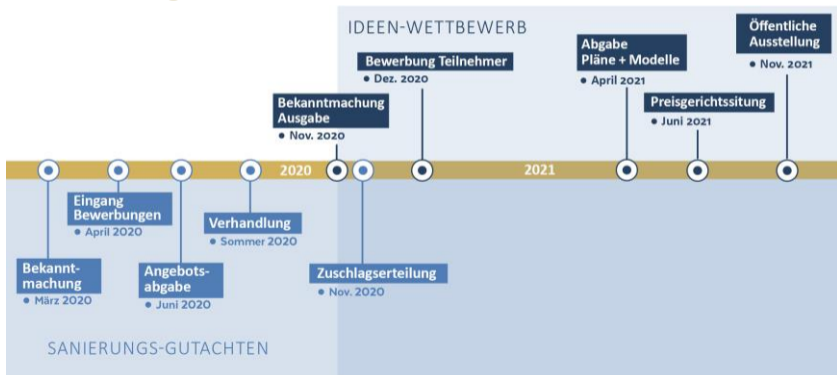 IDEEN-WETTBEWERB
Öffentliche
Ausstellung
• Nov. 2021
Abgabe
Pläne + Modelle
• April 2021
Bewerbung Teilnehmer
• Dez. 2020
Bekanntmachung
Ausgabe
• Nov. 2020
Preisgerichtssitung
• Juni 2021
2020
2021
Eingang
Bewerbungen
• April 2020
Verhandlung
• Sommer 2020
Bekannt-
machung
• März 2020
Angebots-
abgabe
• Juni 2020
Zuschlagserteilung
• Nov. 2020
SANIERUNGS-GUTACHTEN